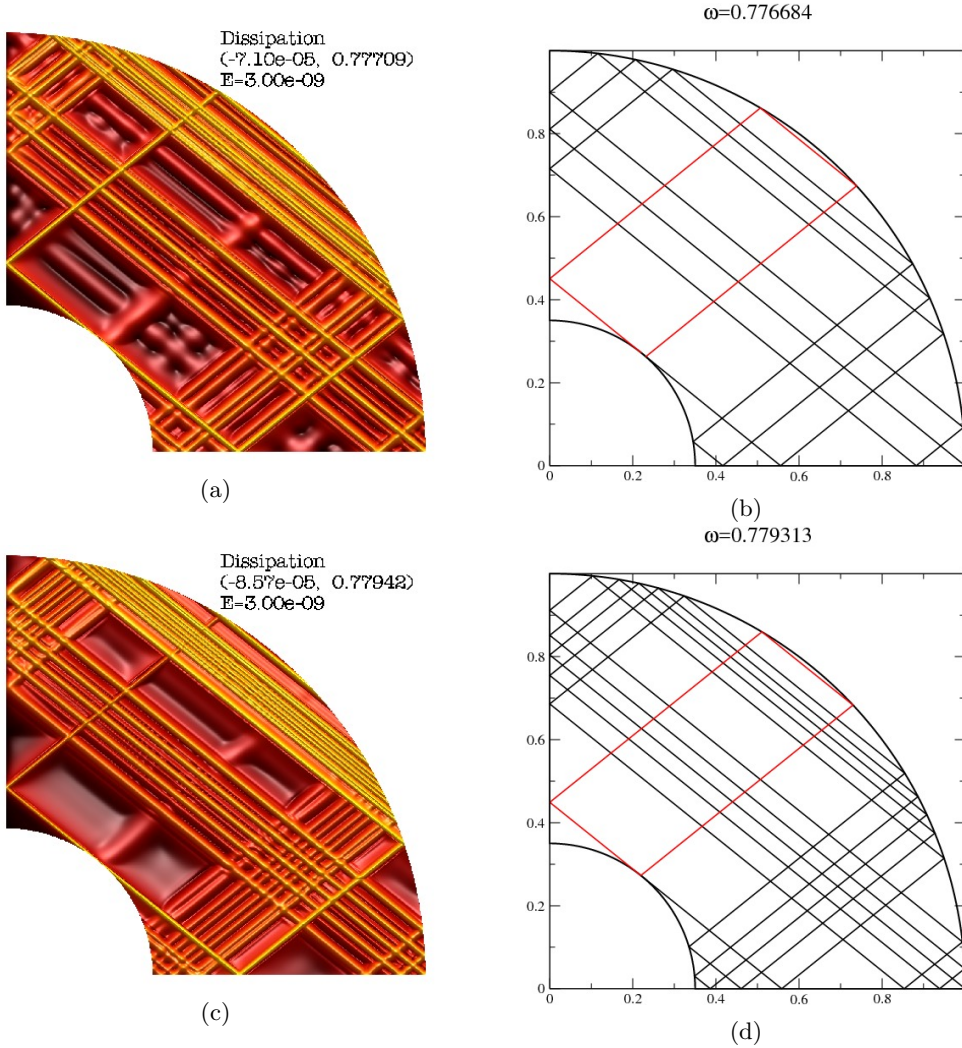 Dissipation
(-7.10e-05, 0.77709)
E=3.00e-09
(a)
ω=0.776684
0.8
0.6
0.4
0.2
0
0 0.2 0.4 0.6 0.8
(b)
Dissipation
(-8.57e-05, 0.77942)
E=3.00e-09
(c)
ω=0.779313
0.8
0.6
0.4
0.2
0
0 0.2 0.4 0.6 0.8
(d)